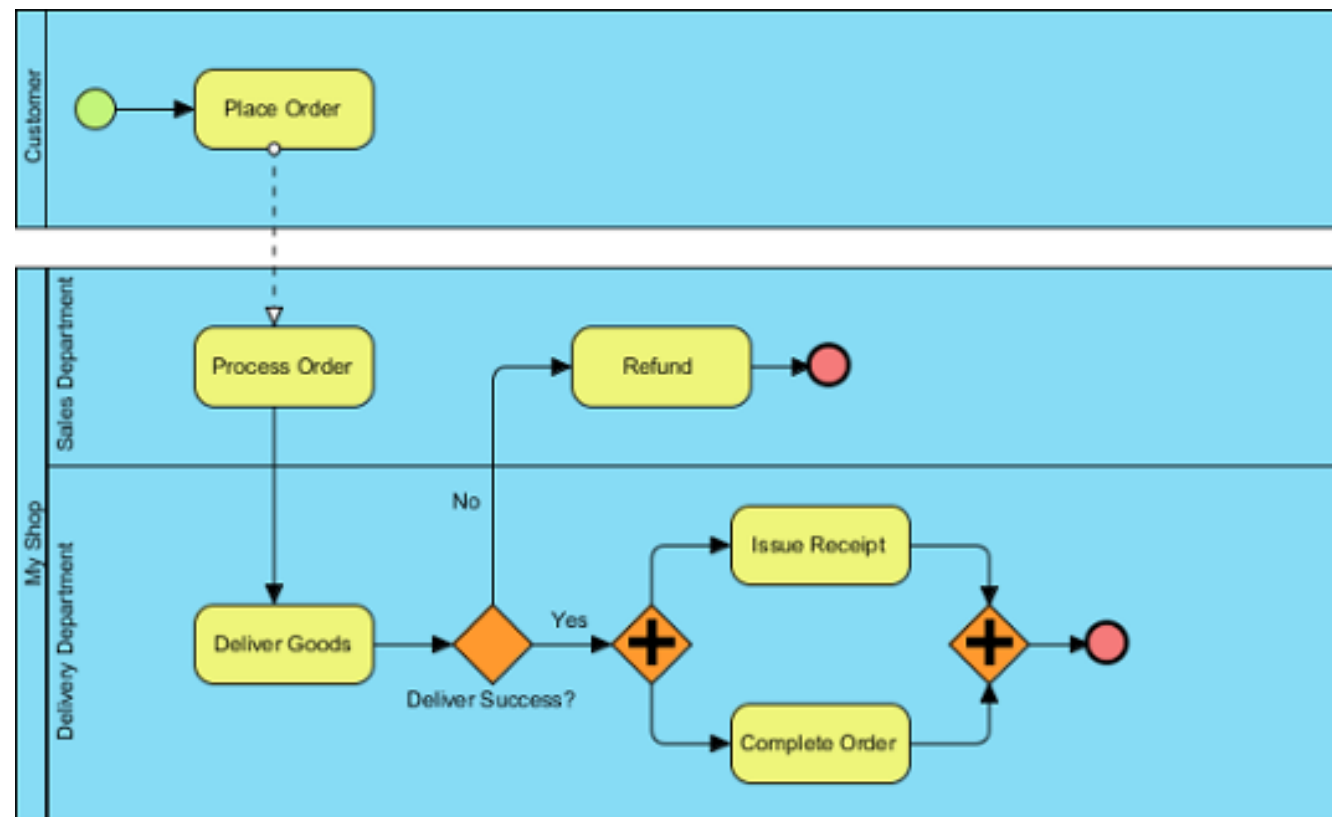 Customer
Place Order
My Shop
Sales Department
Process Order
Refund
No
Delivery Department
Issue Receipt
Yes
Deliver Goods
Deliver Success?
Complete Order